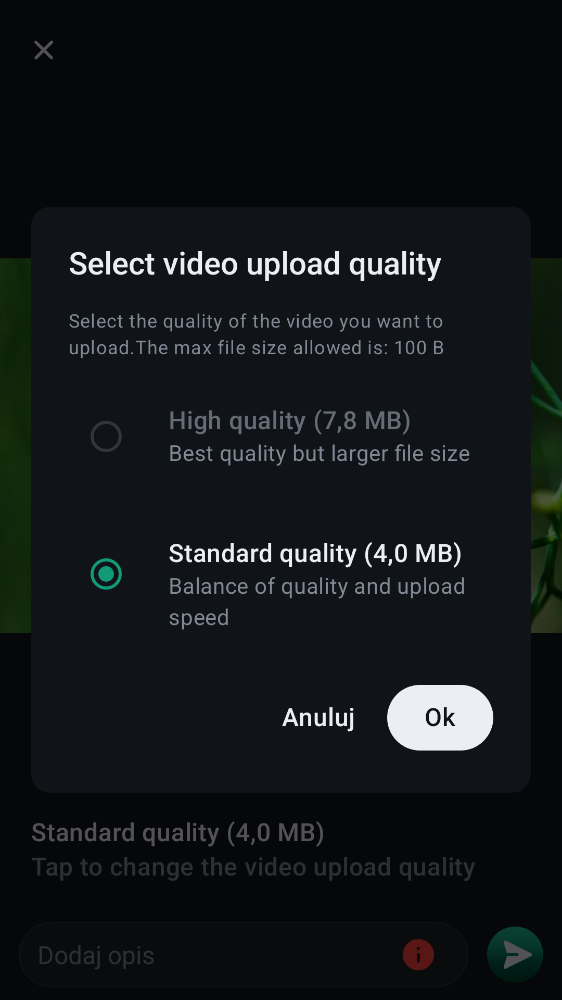 Select video upload quality
Select the quality of the video you want to
upload.The max file size allowed is: 100 B
High quality (7,8 MB)
Best quality but larger file size
Standard quality (4,0 MB)
Balance of quality and upload
speed
Anuluj
Ok
Standard quality (4,0 MB)
Tap to change the video upload quality
Dodaj opis